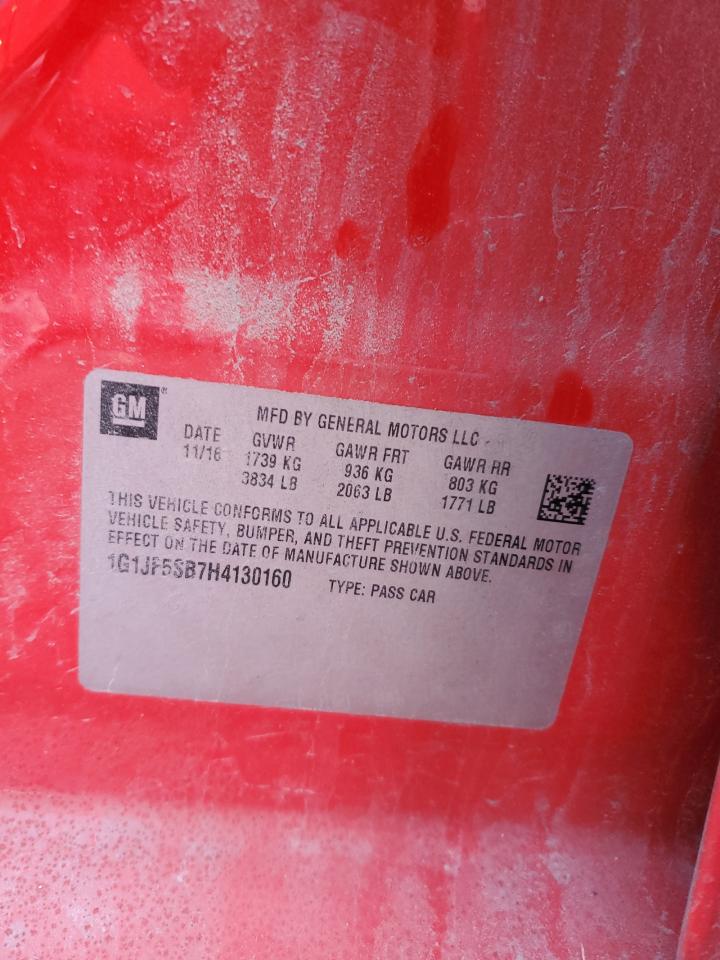 GM
MFD BY GENERAL MOTORS LLC
DATE GVWR GAWR FRT GAWR RR
11/16 1739 KG 936 KG 803 KG
3834 LB 2063 LB 1771 LB
THIS VEHICLE CONFORMS TO ALL APPLICABLE U.S. FEDERAL MOTOR
VEHICLE SAFETY, BUMPER, AND THEFT PREVENTION STANDARDS IN
EFFECT ON THE DATE OF MANUFACTURE SHOWN ABOVE.
1G1JF5SB7H4130160 TYPE: PASS CAR